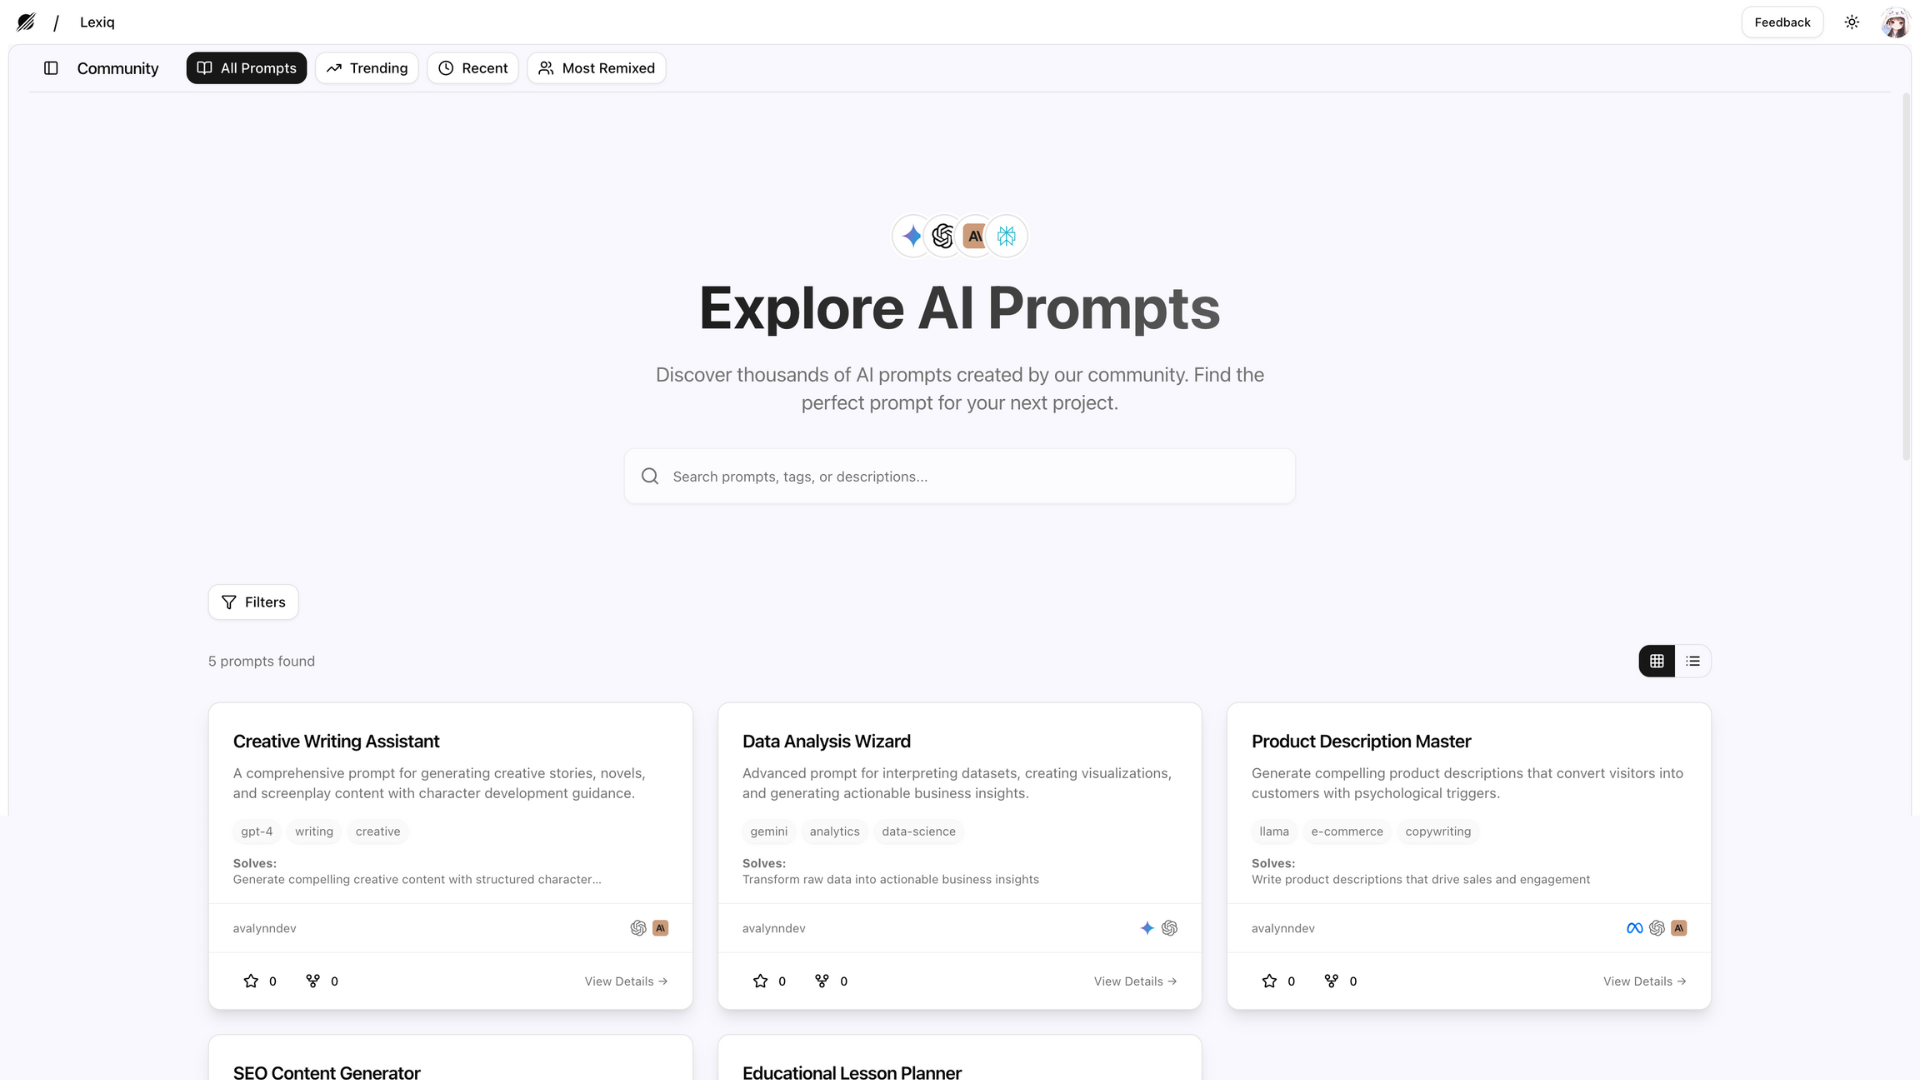 / Lexiq
Feedback
Community
All Prompts
Trending
Recent
Most Remixed
Explore AI Prompts
Discover thousands of AI prompts created by our community. Find the
perfect prompt for your next project.
Search prompts, tags, or descriptions...
Filters
5 prompts found
Creative Writing Assistant
A comprehensive prompt for generating creative stories, novels,
and screenplay content with character development guidance.
gpt-4 writing creative
Solves:
Generate compelling creative content with structured character...
avalynndev
0 0 View Details →
Data Analysis Wizard
Advanced prompt for interpreting datasets, creating visualizations,
and generating actionable business insights.
gemini analytics data-science
Solves:
Transform raw data into actionable business insights
avalynndev
0 0 View Details →
Product Description Master
Generate compelling product descriptions that convert visitors into
customers with psychological triggers.
llama e-commerce copywriting
Solves:
Write product descriptions that drive sales and engagement
avalynndev
0 0 View Details →
SEO Content Generator
Educational Lesson Planner